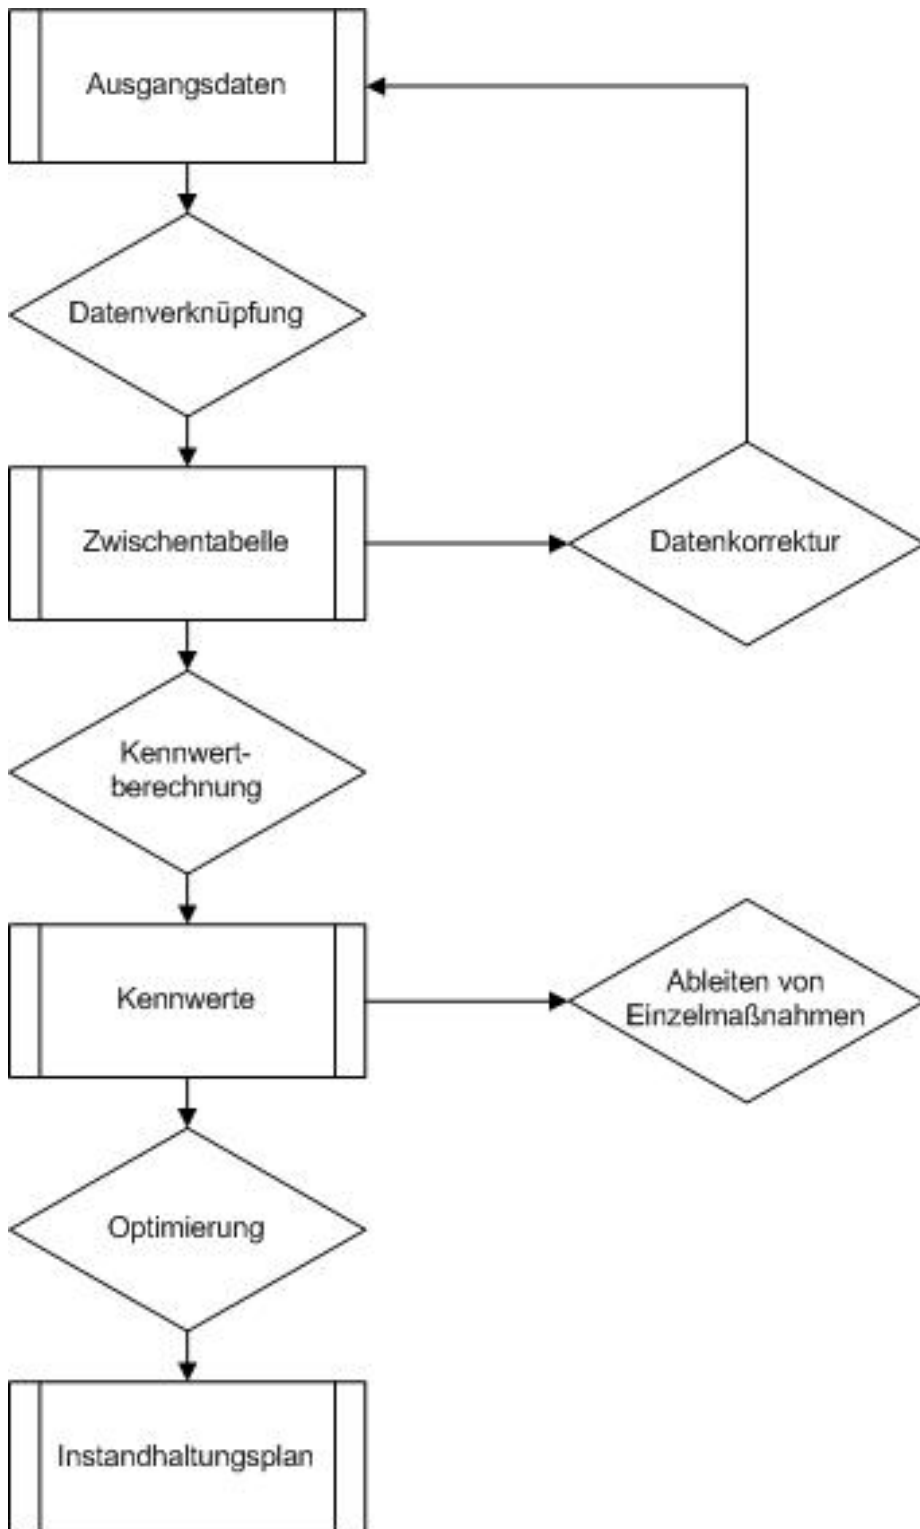 Ausgangsdaten
Datenverknüpfung
Zwischentabelle
Datenkorrektur
Kennwert-
berechnung
Kennwerte
Ableiten von
Einzelmaßnahmen
Optimierung
Instandhaltungsplan